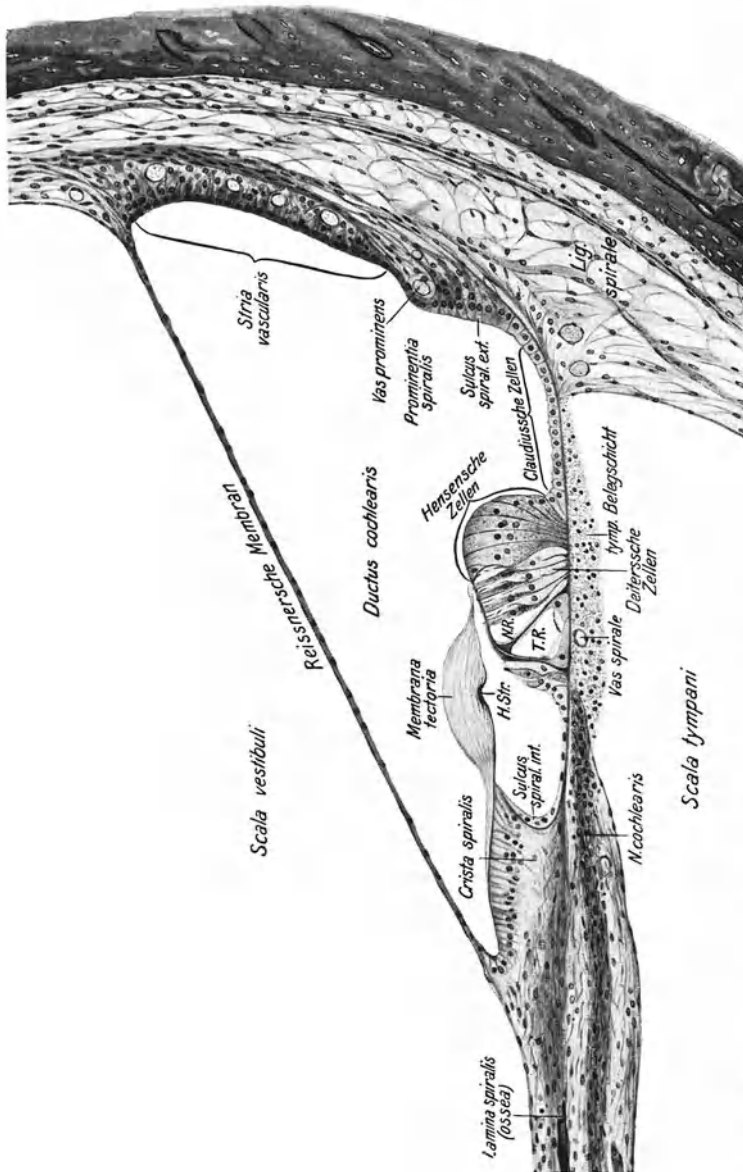 Scala vestibuli
Reissnersche Membran
Ductus cochlearis
Stria
vascularis
Vas prominens
Prominentia
spiralis
Sulcus
spiral. ext.
Lig.
spirale
Claudiussche Zellen
Hensensche
Zellen
Membrana
tectoria
H.Str.
N.R.
T.R.
Crista spiralis
Sulcus
spiral. int.
tymp. Belegschicht
Deiterssche
Zellen
Vas spirale
N. cochlearis
Scala tympani
Lamina spiralis
(ossea)